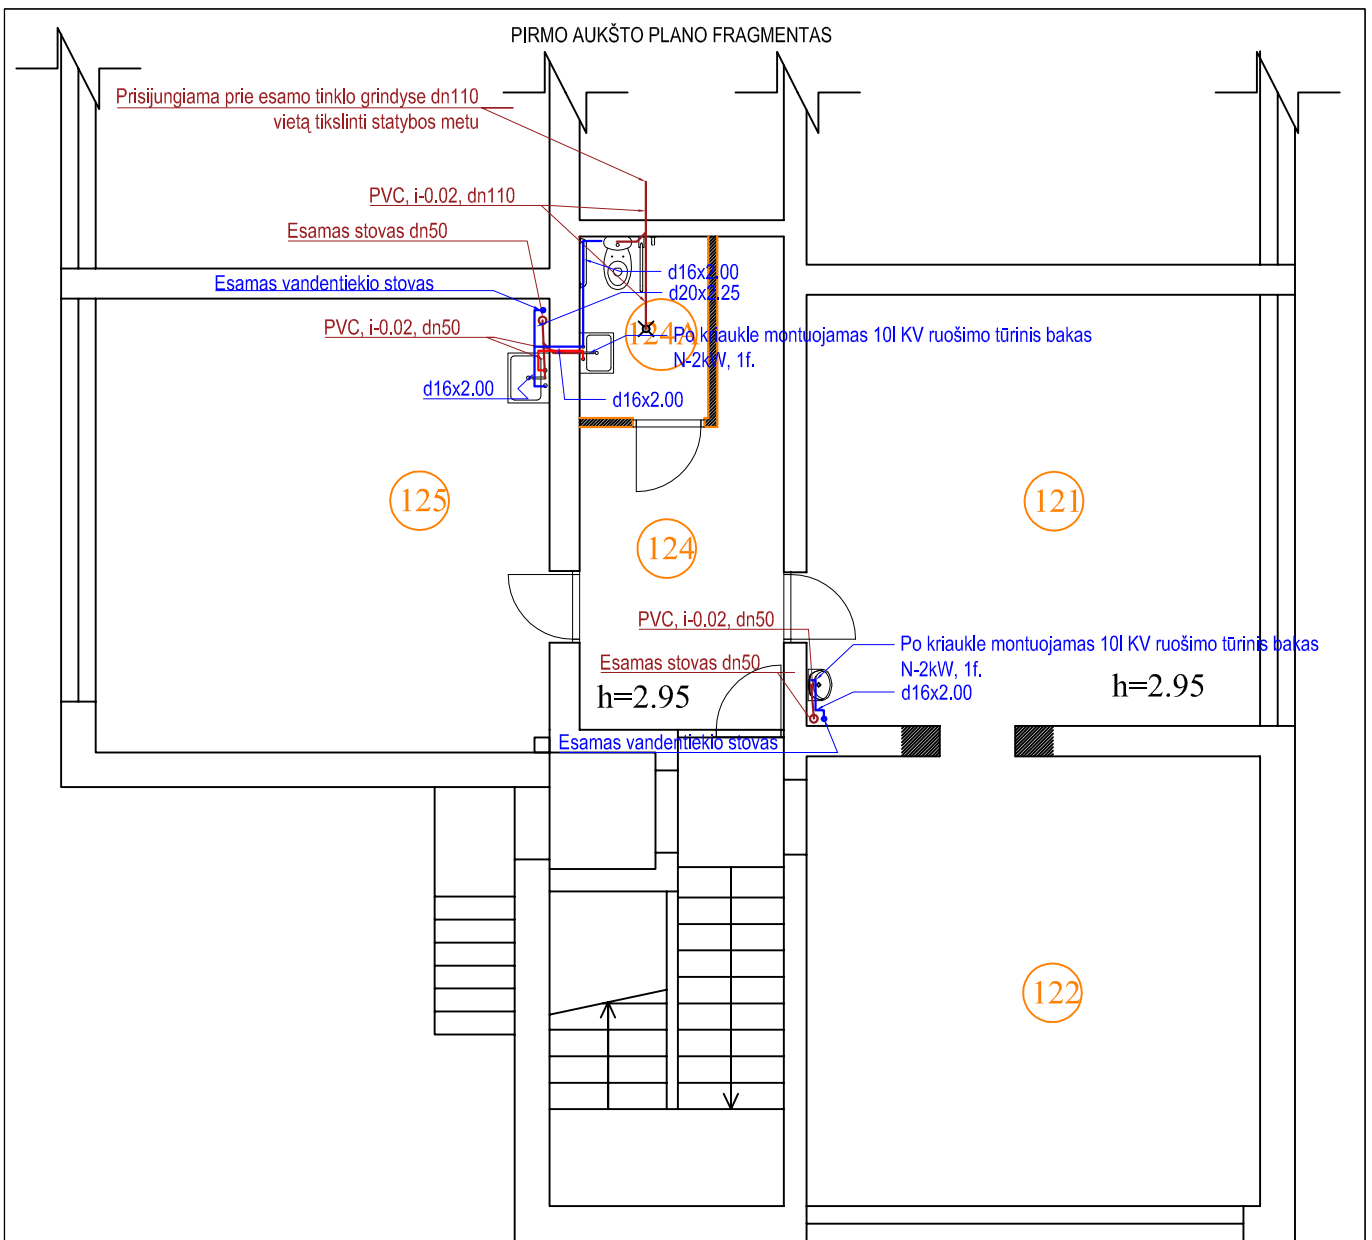 PIRMO AUKŠTO PLANO FRAGMENTAS
Prisijungiama prie esamo tinklo grindyse dn110
vietą tikslinti statybos metu
PVC, i-0.02, dn110
Esamas stovas dn50
Esamas vandentiekio stovas
d16x2.00
d20x2.25
PVC, i-0.02, dn50
124A
Po kriaukle montuojamas 10l KV ruošimo tūrinis bakas
N-2kW, 1f.
d16x2.00
d16x2.00
125
121
124
PVC, i-0.02, dn50
Po kriaukle montuojamas 10l KV ruošimo tūrinis bakas
N-2kW, 1f.
Esamas stovas dn50
d16x2.00
h=2.95
h=2.95
Esamas vandentiekio stovas
122